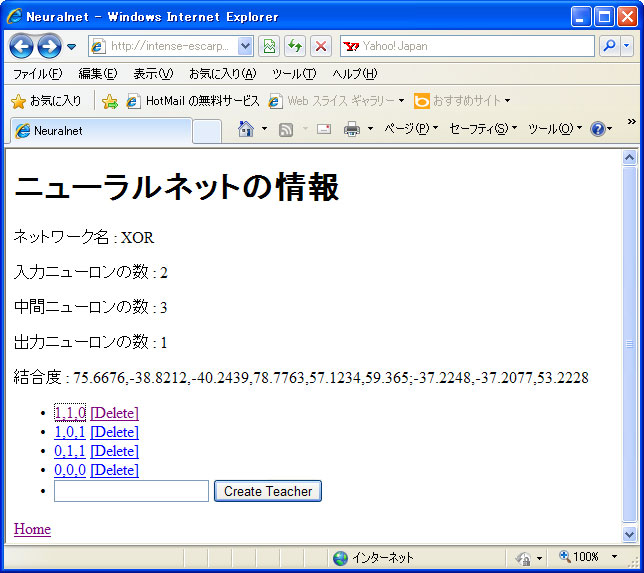 Neuralnet - Windows Internet Explorer
http://intense-escarp...
Yahoo! Japan
ファイル(F) 編集(E) 表示(V) お気に入り(A) ツール(T) ヘルプ(H)
お気に入り HotMail の無料サービス Web スライス ギャラリー おすすめサイト
Neuralnet ページ(P) セーフティ(S) ツール(O) »
ニューラルネットの情報
ネットワーク名 : XOR
入力ニューロンの数 : 2
中間ニューロンの数 : 3
出力ニューロンの数 : 1
結合度 : 75.6676,-38.8212,-40.2439,78.7763,57.1234,59.365;-37.2248,-37.2077,53.2228
• 1,1,0 [Delete]
• 1,0,1 [Delete]
• 0,1,1 [Delete]
• 0,0,0 [Delete]
• Create Teacher
Home
インターネット 100%